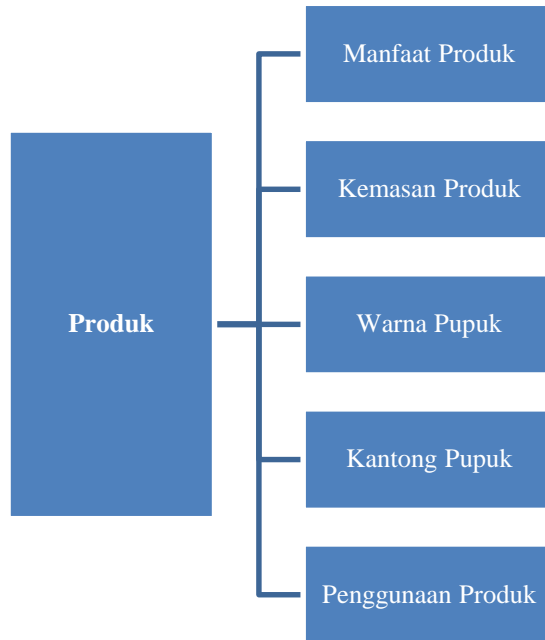 Manfaat Produk
Kemasan Produk
Produk
Warna Pupuk
Kantong Pupuk
Penggunaan Produk